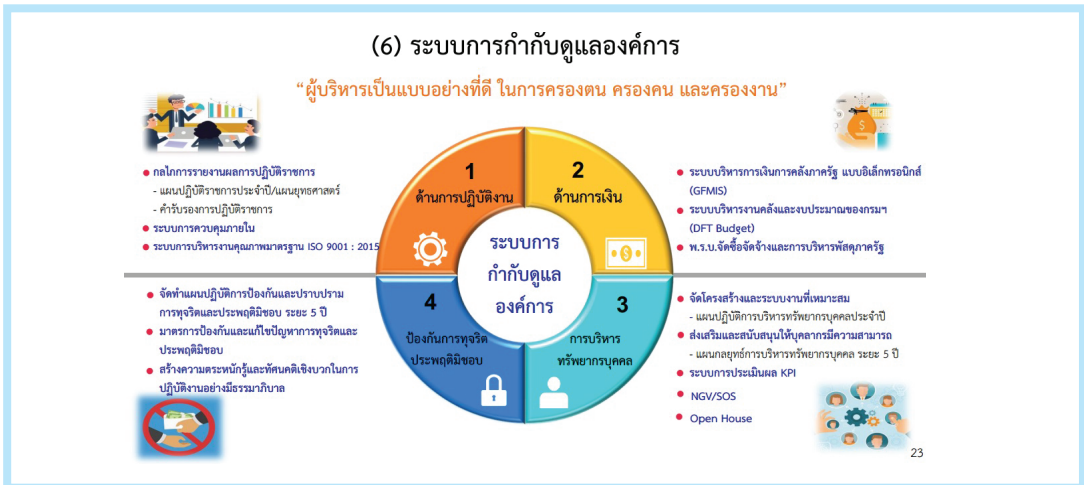 (6) ระบบการกำกับดูแลองค์การ
“ผู้บริหารเป็นแบบอย่างที่ดี ในการครองตน ครองคน และครองงาน”
● กลไกการรายงานผลการปฏิบัติราชการ
- แผนปฏิบัติราชการประจำปี/แผนยุทธศาสตร์
- คำรับรองการปฏิบัติราชการ
● ระบบการควบคุมภายใน
● ระบบการบริหารงานคุณภาพมาตรฐาน ISO 9001 : 2015
1
ด้านการปฏิบัติงาน
2
ด้านการเงิน
● ระบบบริหารการเงินการคลังภาครัฐ แบบอิเล็กทรอนิกส์
(GFMIS)
● ระบบบริหารงานคลังและงบประมาณของกรมฯ
(DFT Budget)
● พ.ร.บ.จัดซื้อจัดจ้างและการบริหารพัสดุภาครัฐ
ระบบการ
กำกับดูแล
องค์การ
● จัดทำแผนปฏิบัติการป้องกันและปราบปราม
การทุจริตและประพฤติมิชอบ ระยะ 5 ปี
● มาตรการป้องกันและแก้ไขปัญหาการทุจริตและ
ประพฤติมิชอบ
● สร้างความตระหนักรู้และทัศนคติเชิงบวกในการ
ปฏิบัติงานอย่างมีธรรมาภิบาล
4
ป้องกันการทุจริต
ประพฤติมิชอบ
3
การบริหาร
ทรัพยากรบุคคล
● จัดโครงสร้างและระบบงานที่เหมาะสม
- แผนปฏิบัติการบริหารทรัพยากรบุคคลประจำปี
● ส่งเสริมและสนับสนุนให้บุคลากรมีความสามารถ
- แผนกลยุทธ์การบริหารทรัพยากรบุคคล ระยะ 5 ปี
● ระบบการประเมินผล KPI
● NGV/SOS
● Open House
23